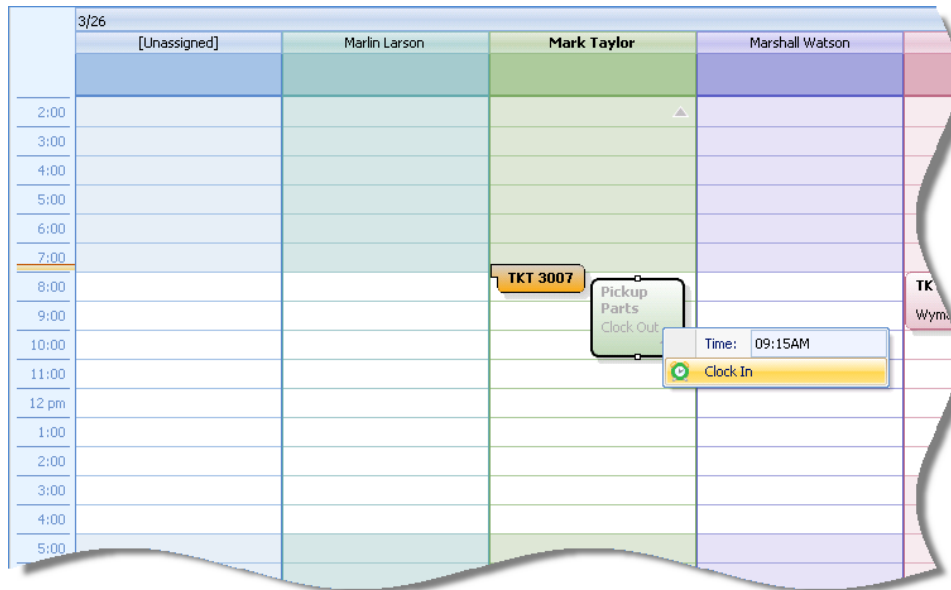 3/26
[Unassigned]
Marlin Larson
Mark Taylor
Marshall Watson
2:00
3:00
4:00
5:00
6:00
7:00
8:00
9:00
10:00
11:00
12 pm
1:00
2:00
3:00
4:00
5:00
TKT 3007
Pickup
Parts
Clock Out
Time: 09:15AM
Clock In
TK